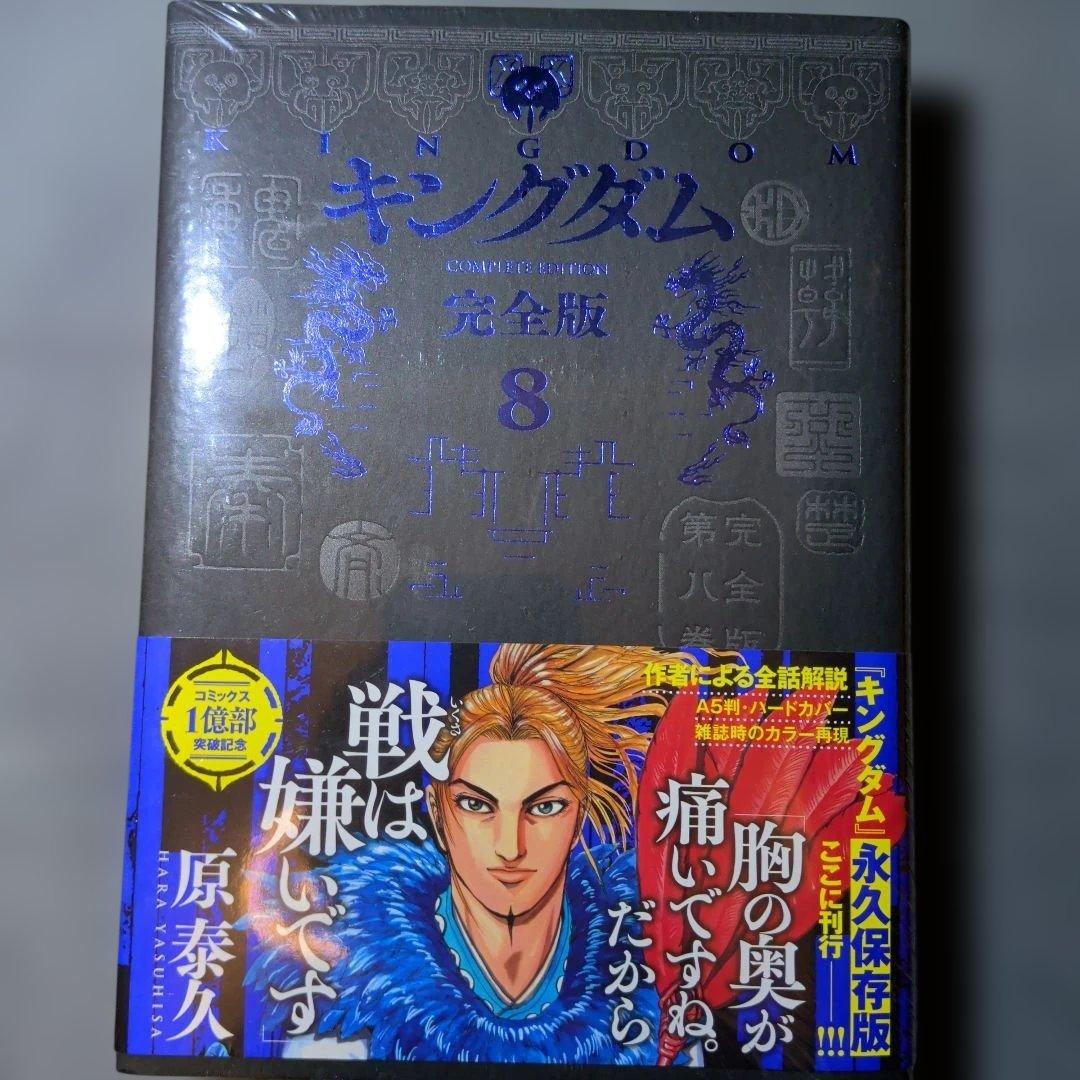 KINGDOM
キングダム
COMPLETE EDITION
完全版
8
完全版
第八巻
コミックス
1億部
突破記念
作者による全話解説
A5判・ハードカバー
雑誌時のカラー再現
『キングダム』永久保存版
ここに刊行――!!!
「胸の奥が
痛いですね。
だから
戦は
嫌いです」
原泰久
HARA YASUHISA